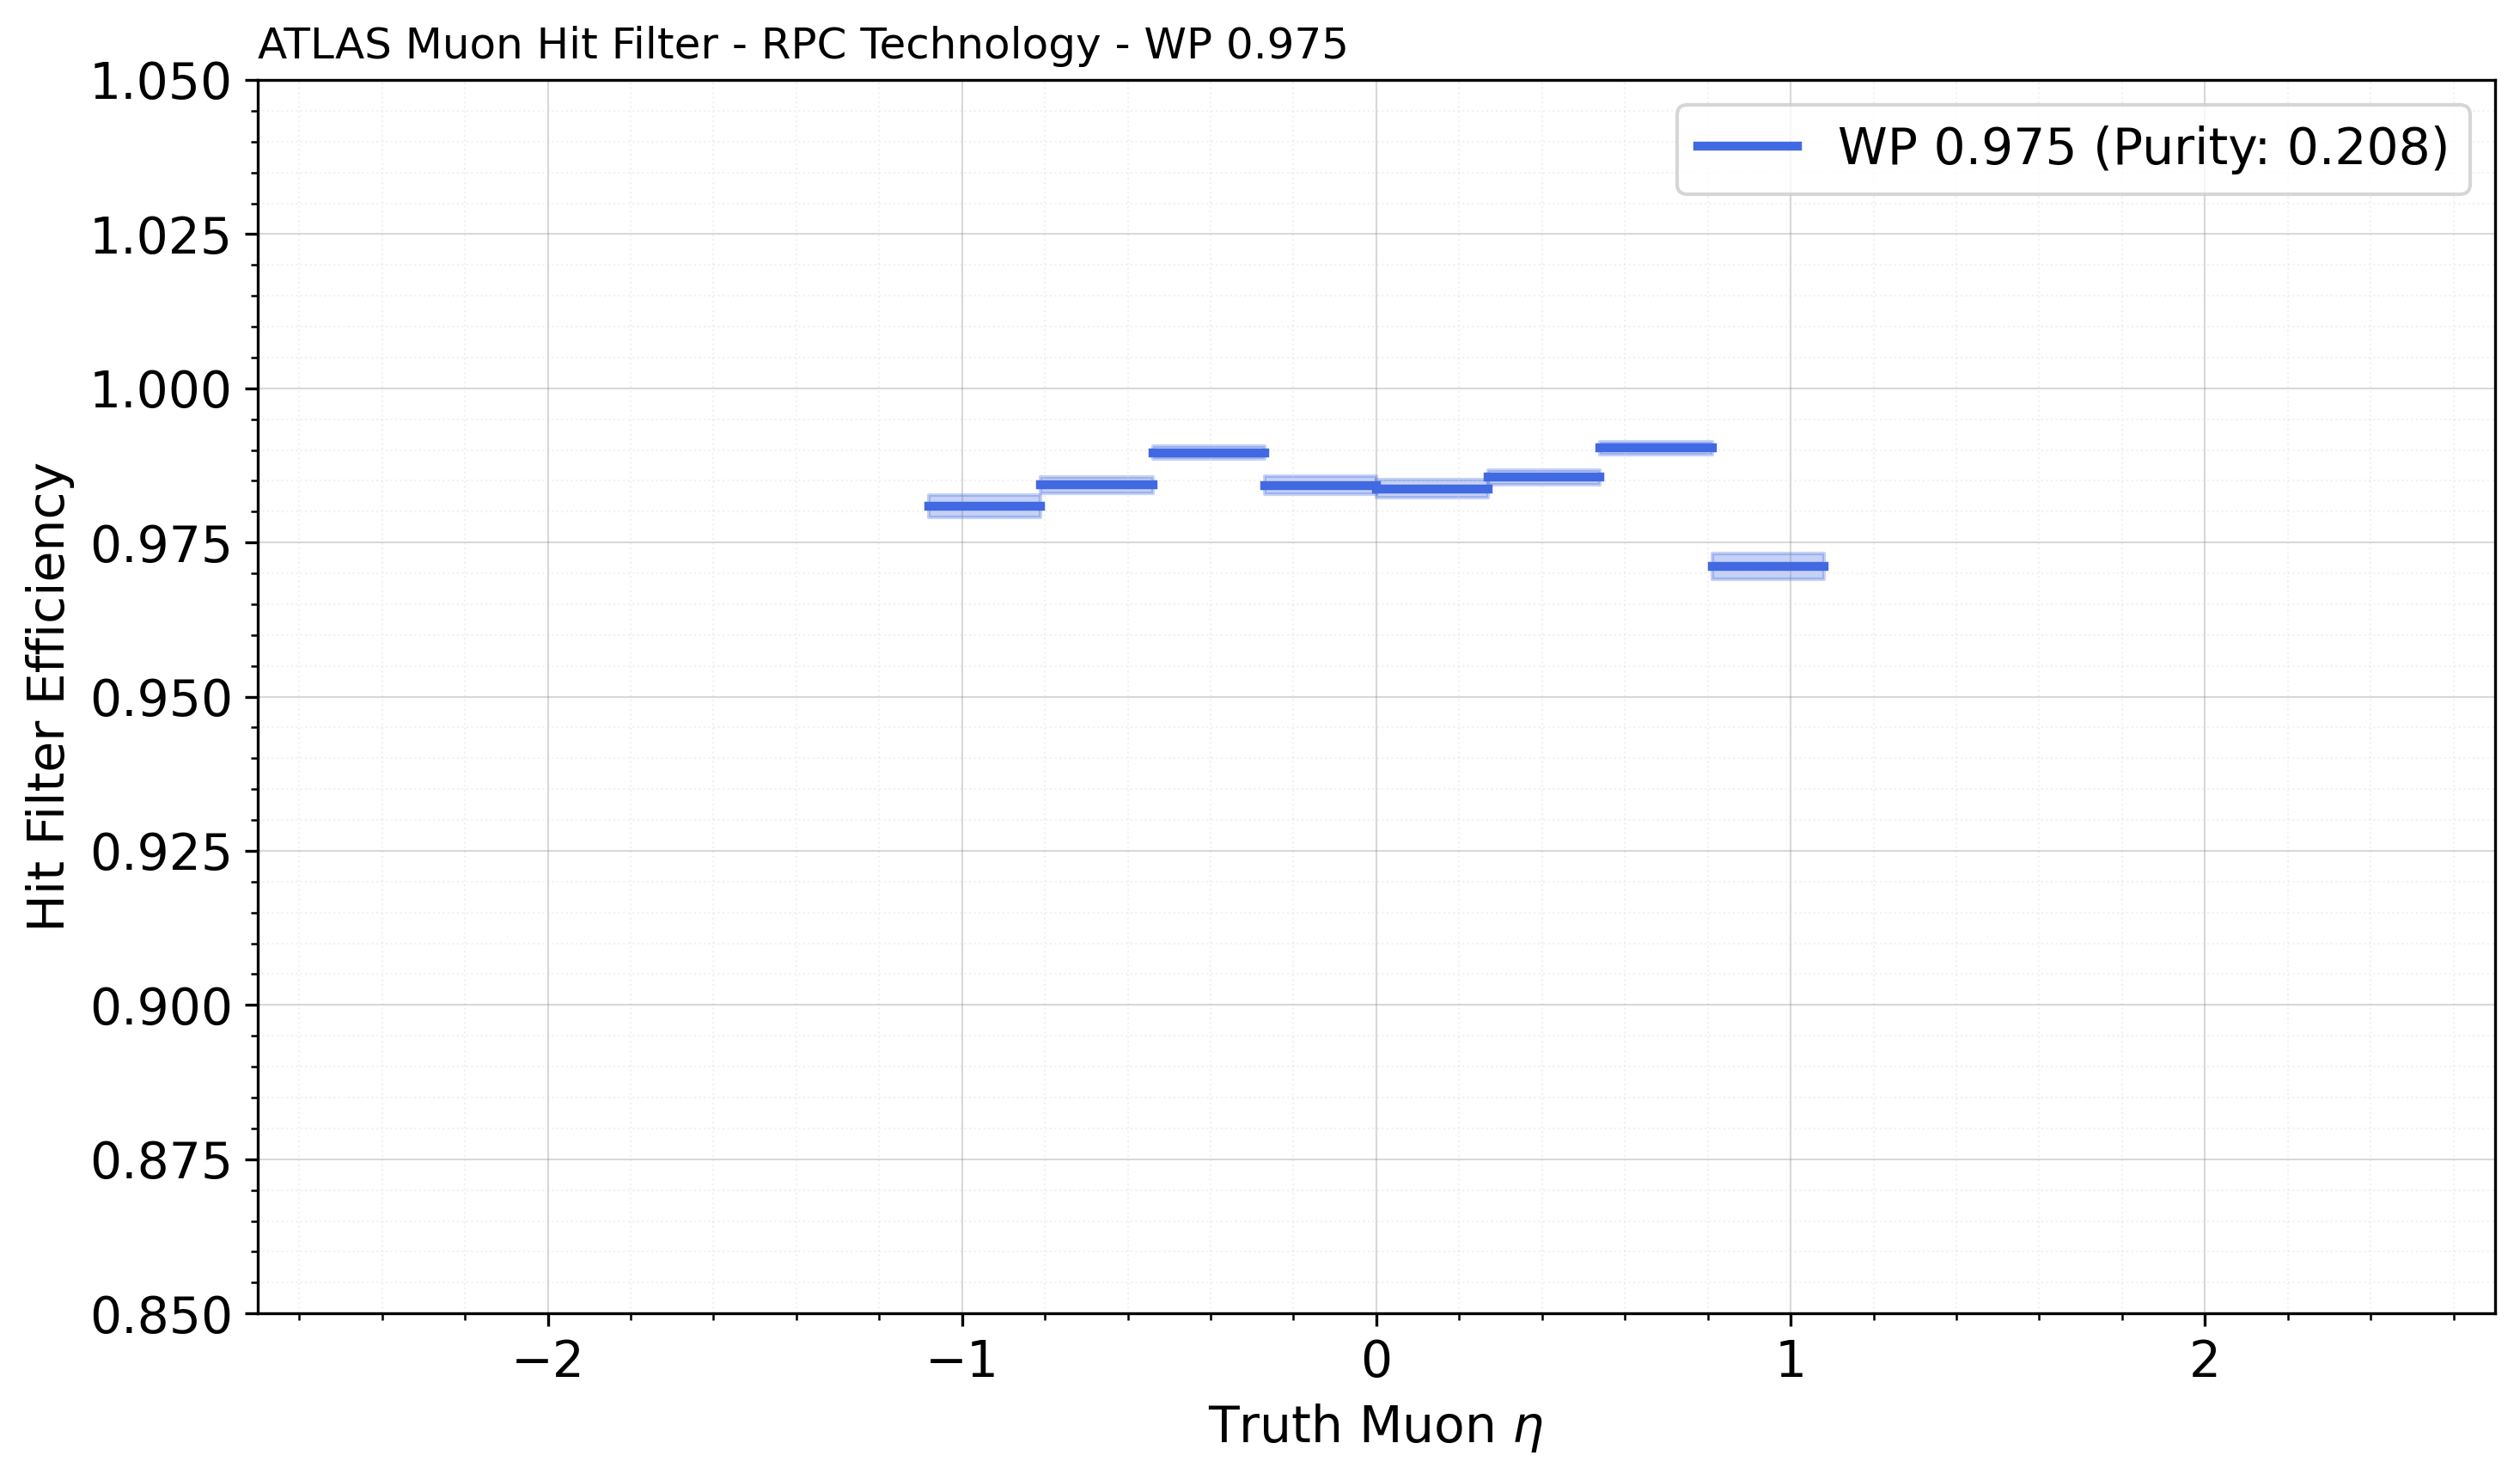 ATLAS Muon Hit Filter - RPC Technology - WP 0.975
WP 0.975 (Purity: 0.208)
1.050
1.025
1.000
0.975
0.950
0.925
0.900
0.875
0.850
Hit Filter Efficiency
−2 −1 0 1 2
Truth Muon η